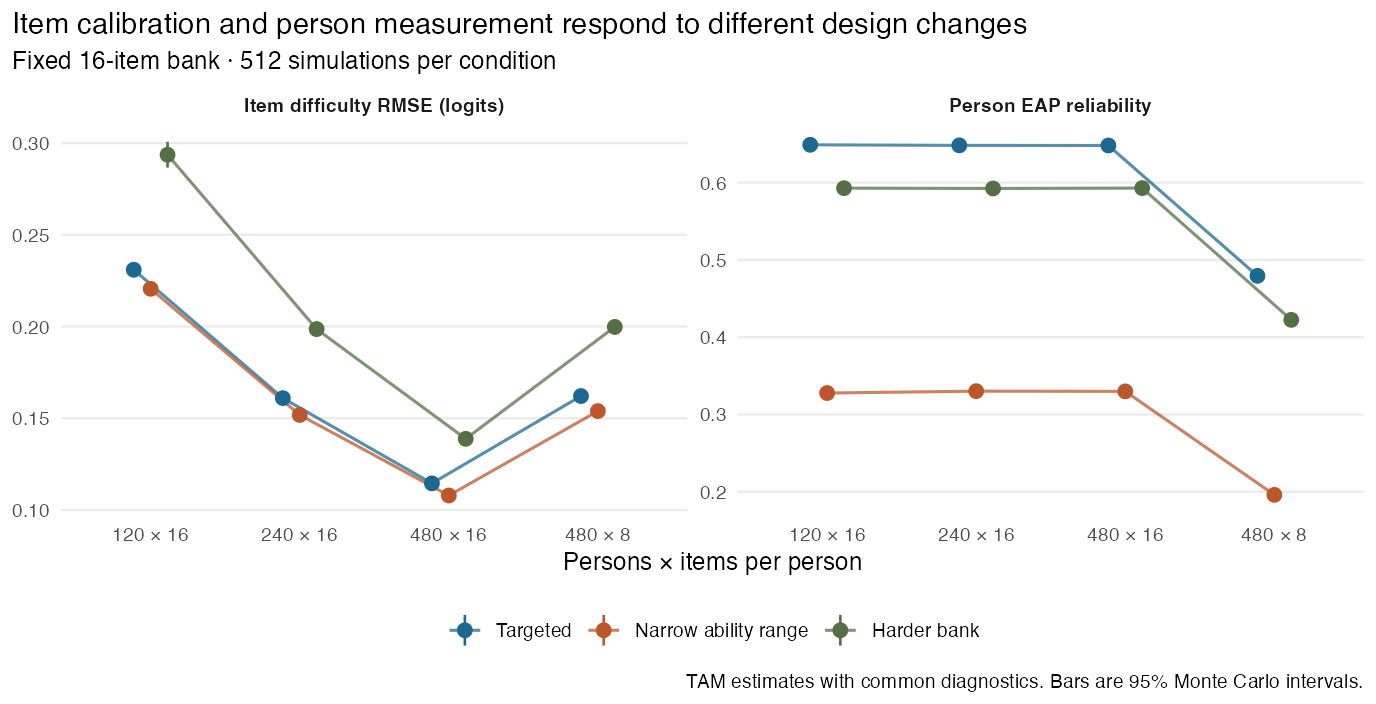 Item calibration and person measurement respond to different design changes
Fixed 16-item bank · 512 simulations per condition
Item difficulty RMSE (logits)
0.30
0.25
0.20
0.15
0.10
120 × 16 240 × 16 480 × 16 480 × 8
Person EAP reliability
0.6
0.5
0.4
0.3
0.2
120 × 16 240 × 16 480 × 16 480 × 8
Persons × items per person
Targeted Narrow ability range Harder bank
TAM estimates with common diagnostics. Bars are 95% Monte Carlo intervals.